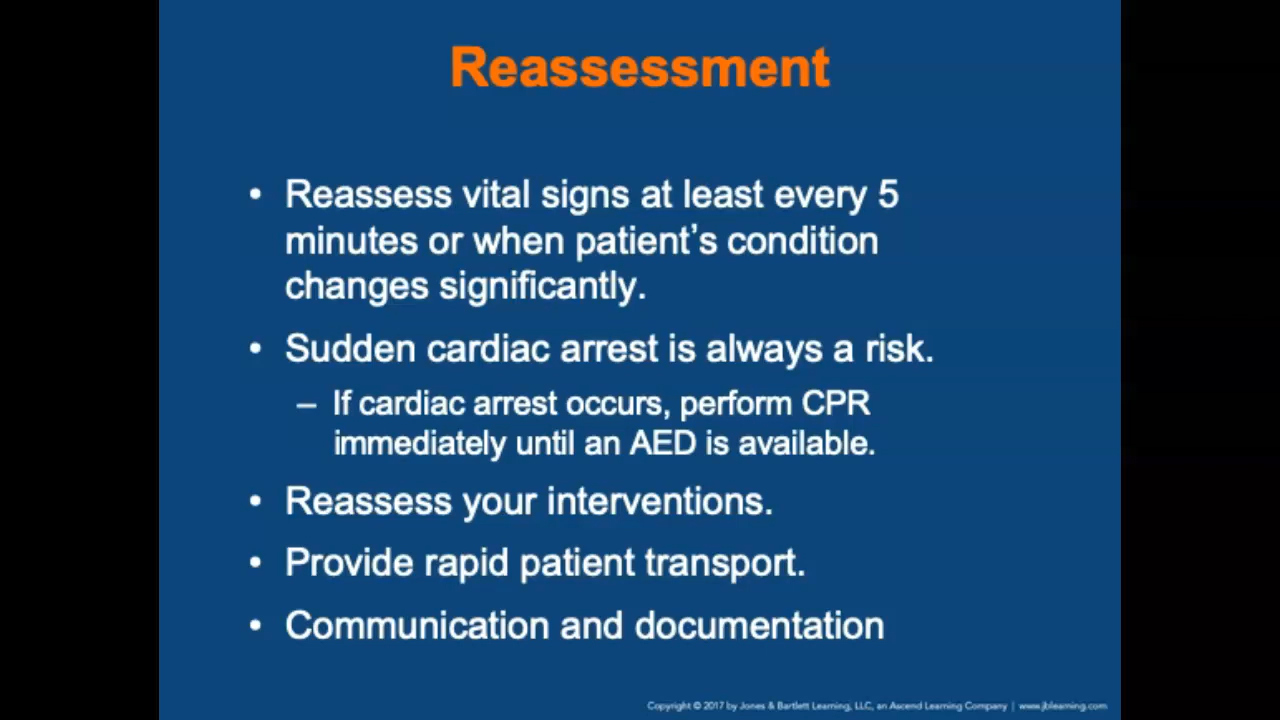 Reassessment
• Reassess vital signs at least every 5
minutes or when patient’s condition
changes significantly.
• Sudden cardiac arrest is always a risk.
– If cardiac arrest occurs, perform CPR
immediately until an AED is available.
• Reassess your interventions.
• Provide rapid patient transport.
• Communication and documentation
Copyright © 2017 by Jones & Bartlett Learning, LLC, an Ascend Learning Company | www.jblearning.com